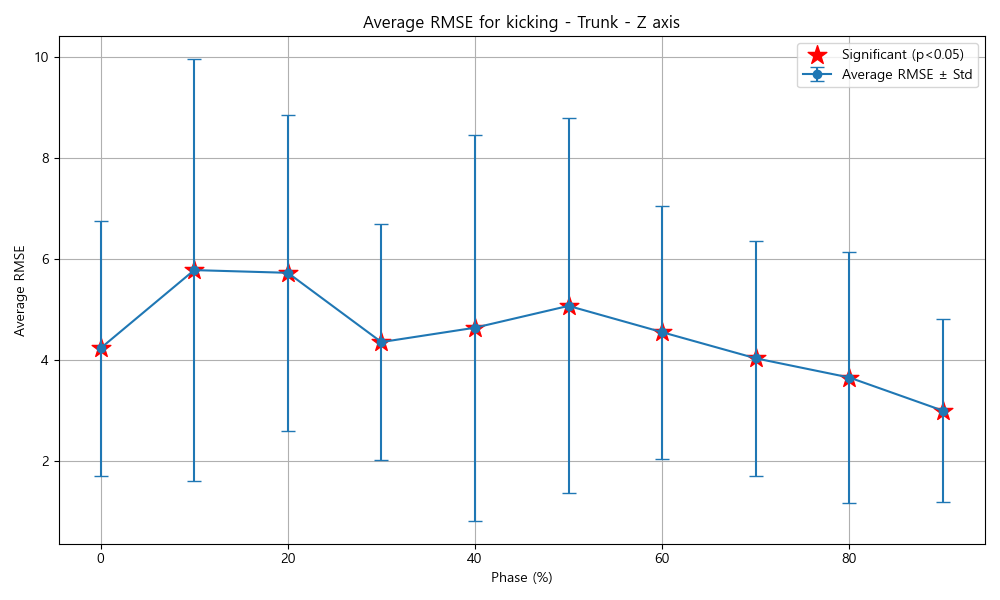 Average RMSE for kicking - Trunk - Z axis
Significant (p<0.05)
Average RMSE ± Std
Average RMSE
10
8
6
4
2
0
20
40
60
80
Phase (%)